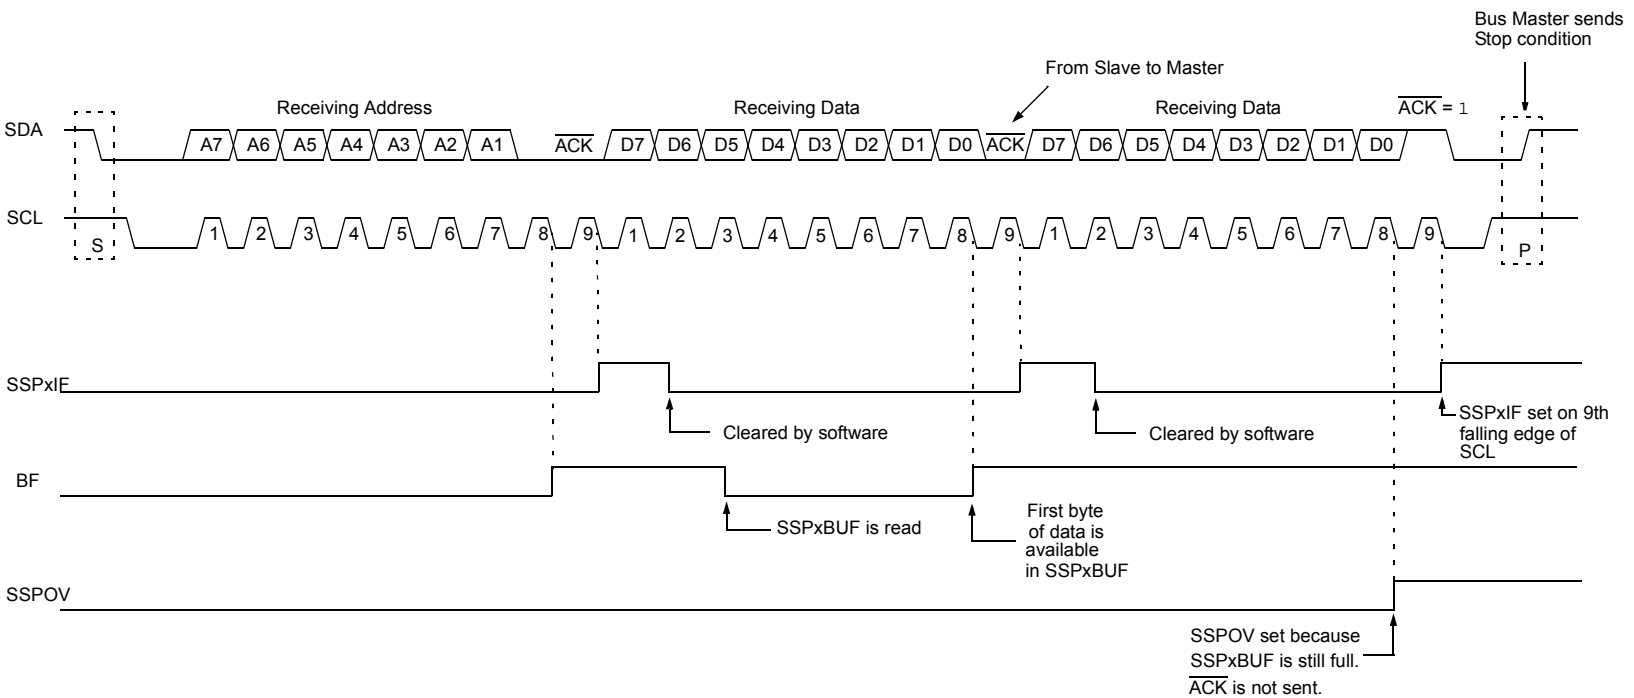 Bus Master sends
Stop condition
From Slave to Master
Receiving Address
Receiving Data
Receiving Data
ACK = 1
SDA
A7 A6 A5 A4 A3 A2 A1 ACK D7 D6 D5 D4 D3 D2 D1 D0 ACK D7 D6 D5 D4 D3 D2 D1 D0
SCL
S
1 2 3 4 5 6 7 8 9 1 2 3 4 5 6 7 8 9 1 2 3 4 5 6 7 8 9
P
SSPxIF
Cleared by software
Cleared by software
SSPxIF set on 9th
falling edge of
SCL
BF
SSPxBUF is read
First byte
of data is
available
in SSPxBUF
SSPOV
SSPOV set because
SSPxBUF is still full.
ACK is not sent.